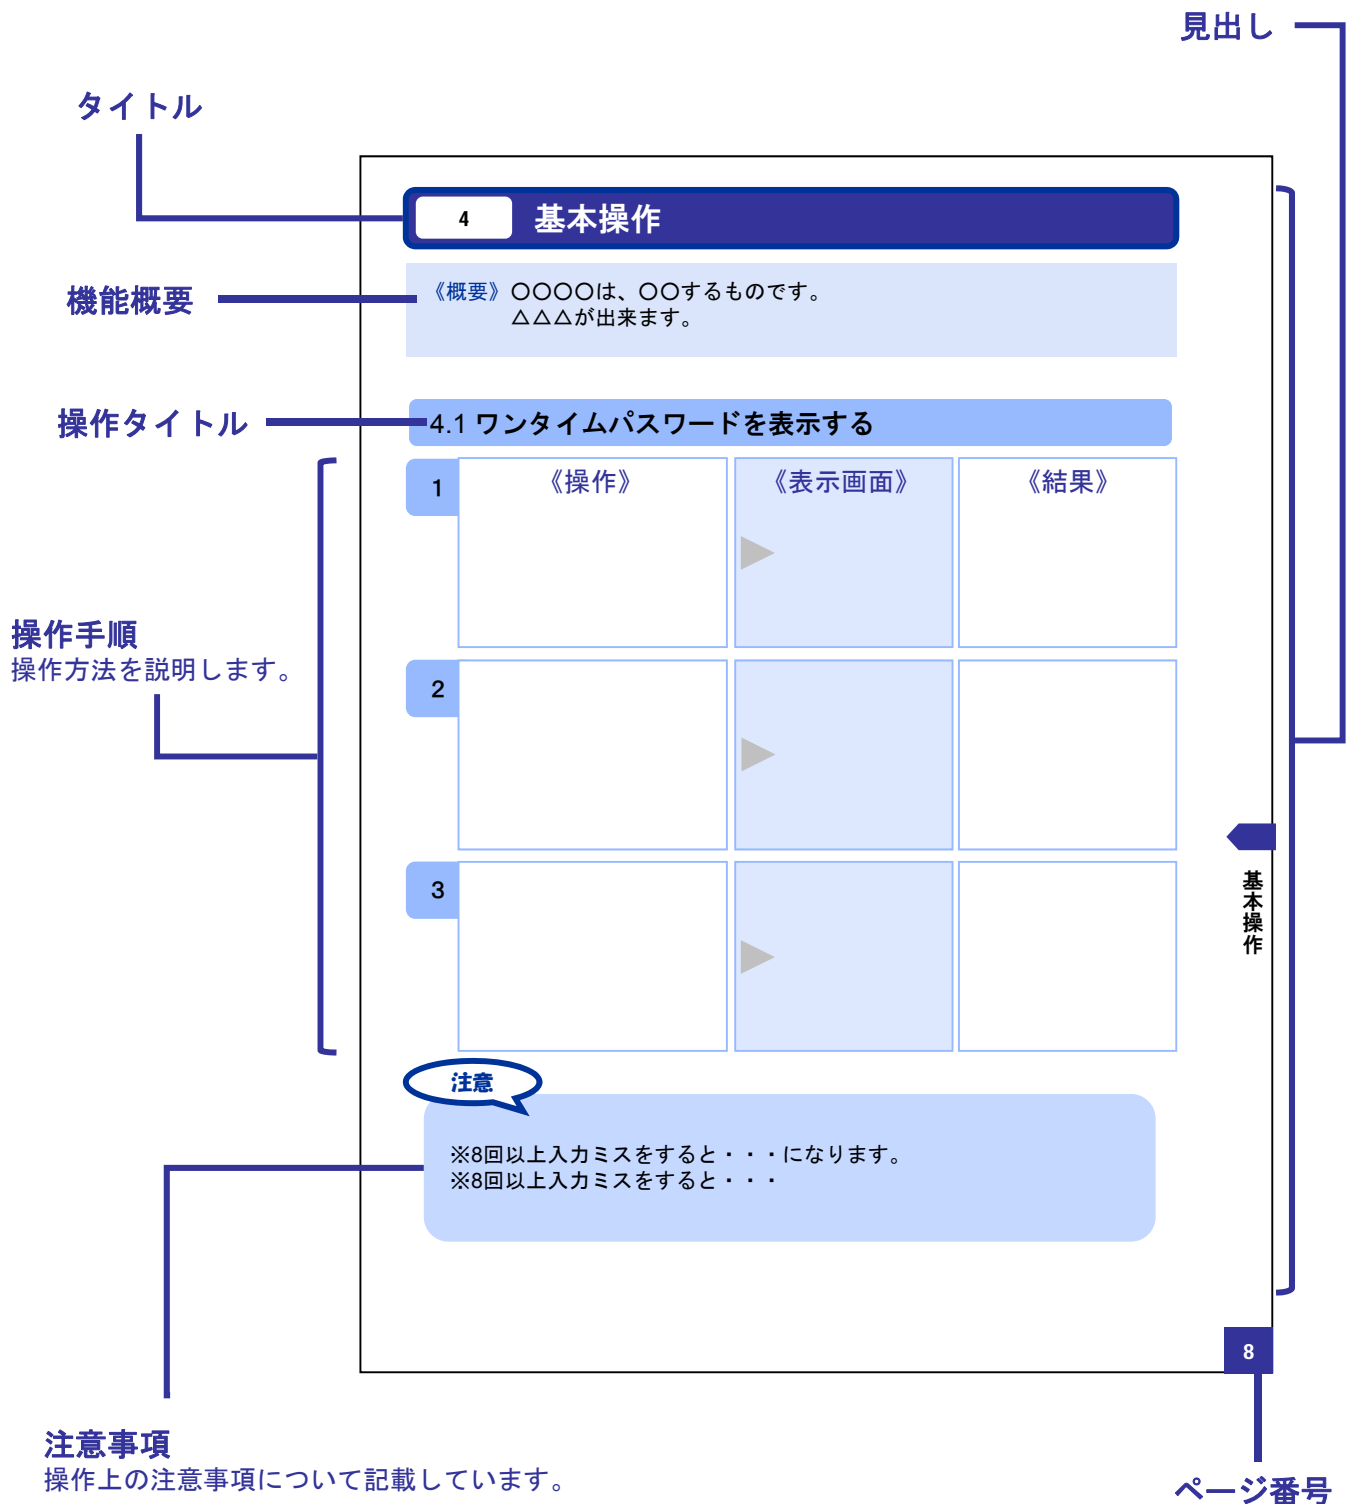 見出し
タイトル
4 基本操作
機能概要
《概要》〇〇〇〇は、〇〇するものです。
△△△が出来ます。
操作タイトル
4.1 ワンタイムパスワードを表示する
1 《操作》 《表示画面》 《結果》
操作手順
操作方法を説明します。
2
3
基本操作
注意
※8回以上入力ミスをすると・・・になります。
※8回以上入力ミスをすると・・・
8
注意事項
操作上の注意事項について記載しています。
ページ番号